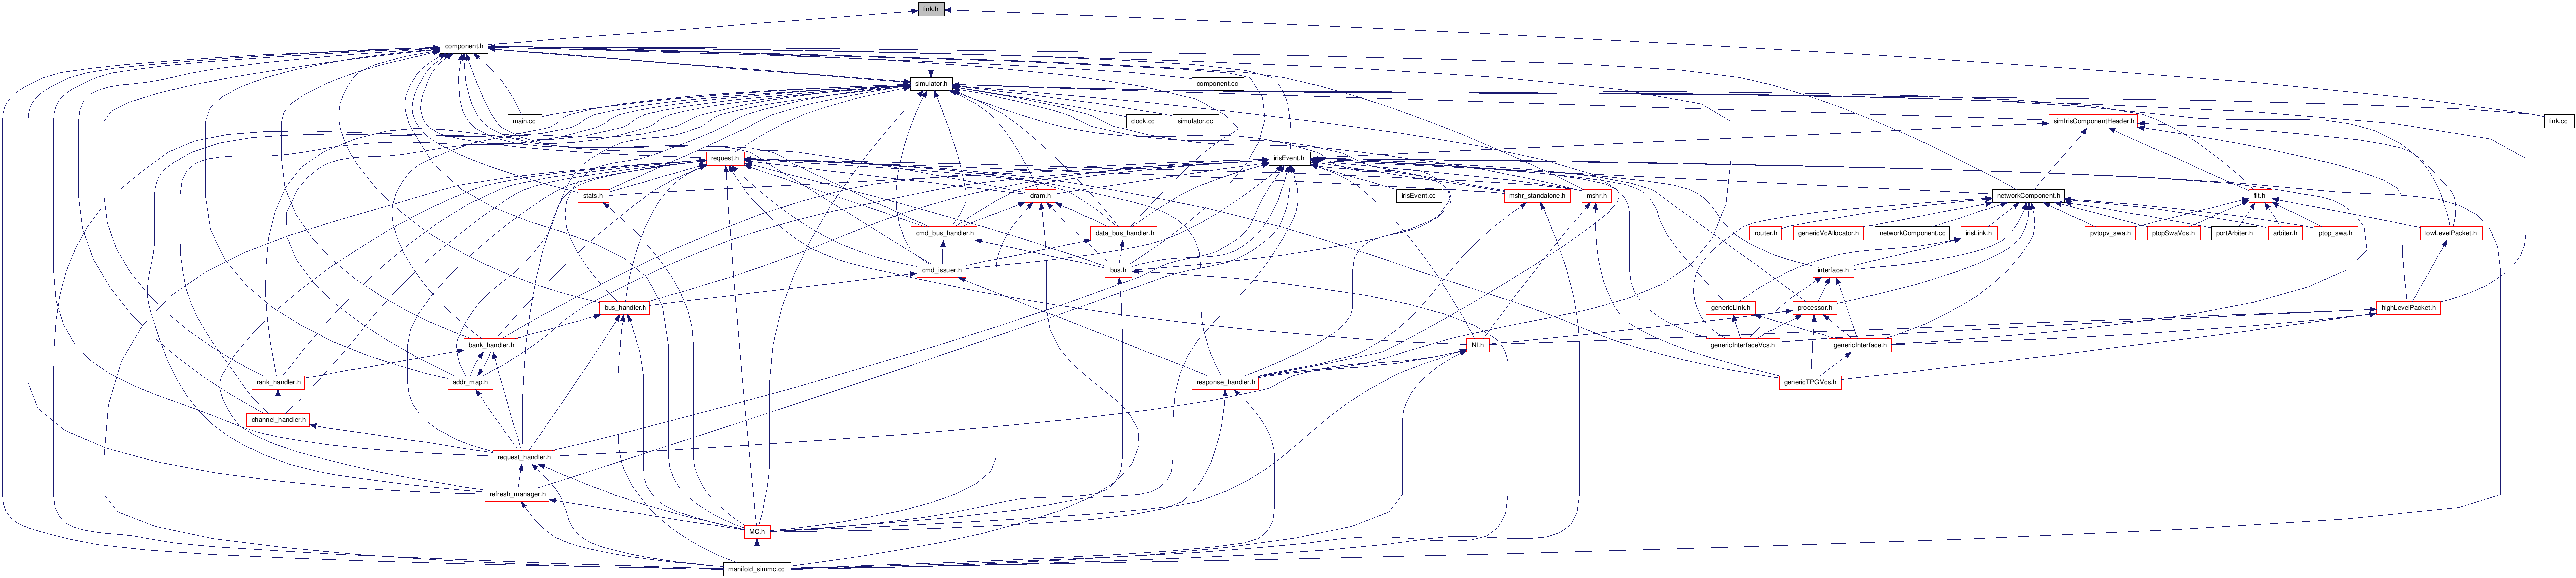 link.h
component.h
simulator.h
component.cc
main.cc
clock.cc
simulator.cc
simIrisComponentHeader.h
link.cc
request.h
irisEvent.h
stats.h
dram.h
irisEvent.cc
mshr_standalone.h
mshr.h
networkComponent.h
flit.h
cmd_bus_handler.h
data_bus_handler.h
router.h
genericVcAllocator.h
networkComponent.cc
irisLink.h
pvtopv_swa.h
ptopSwaVcs.h
portArbiter.h
arbiter.h
ptop_swa.h
lowLevelPacket.h
cmd_issuer.h
bus.h
interface.h
bus_handler.h
genericLink.h
processor.h
highLevelPacket.h
bank_handler.h
NI.h
genericInterfaceVcs.h
genericInterface.h
rank_handler.h
addr_map.h
response_handler.h
genericTPGVcs.h
channel_handler.h
request_handler.h
refresh_manager.h
MC.h
manifold_simmc.cc